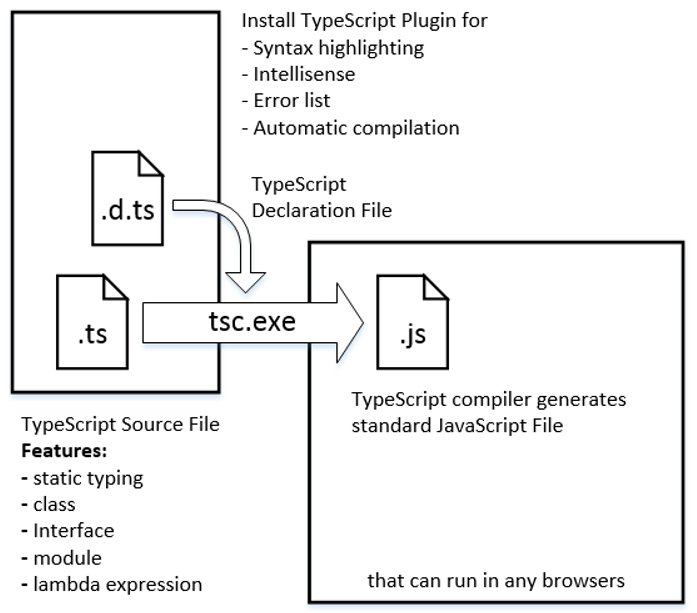 Install TypeScript Plugin for
- Syntax highlighting
- Intellisense
- Error list
- Automatic compilation
.d.ts
TypeScript
Declaration File
.ts
tsc.exe
.js
TypeScript compiler generates
standard JavaScript File
TypeScript Source File
Features:
- static typing
- class
- Interface
- module
- lambda expression
that can run in any browsers